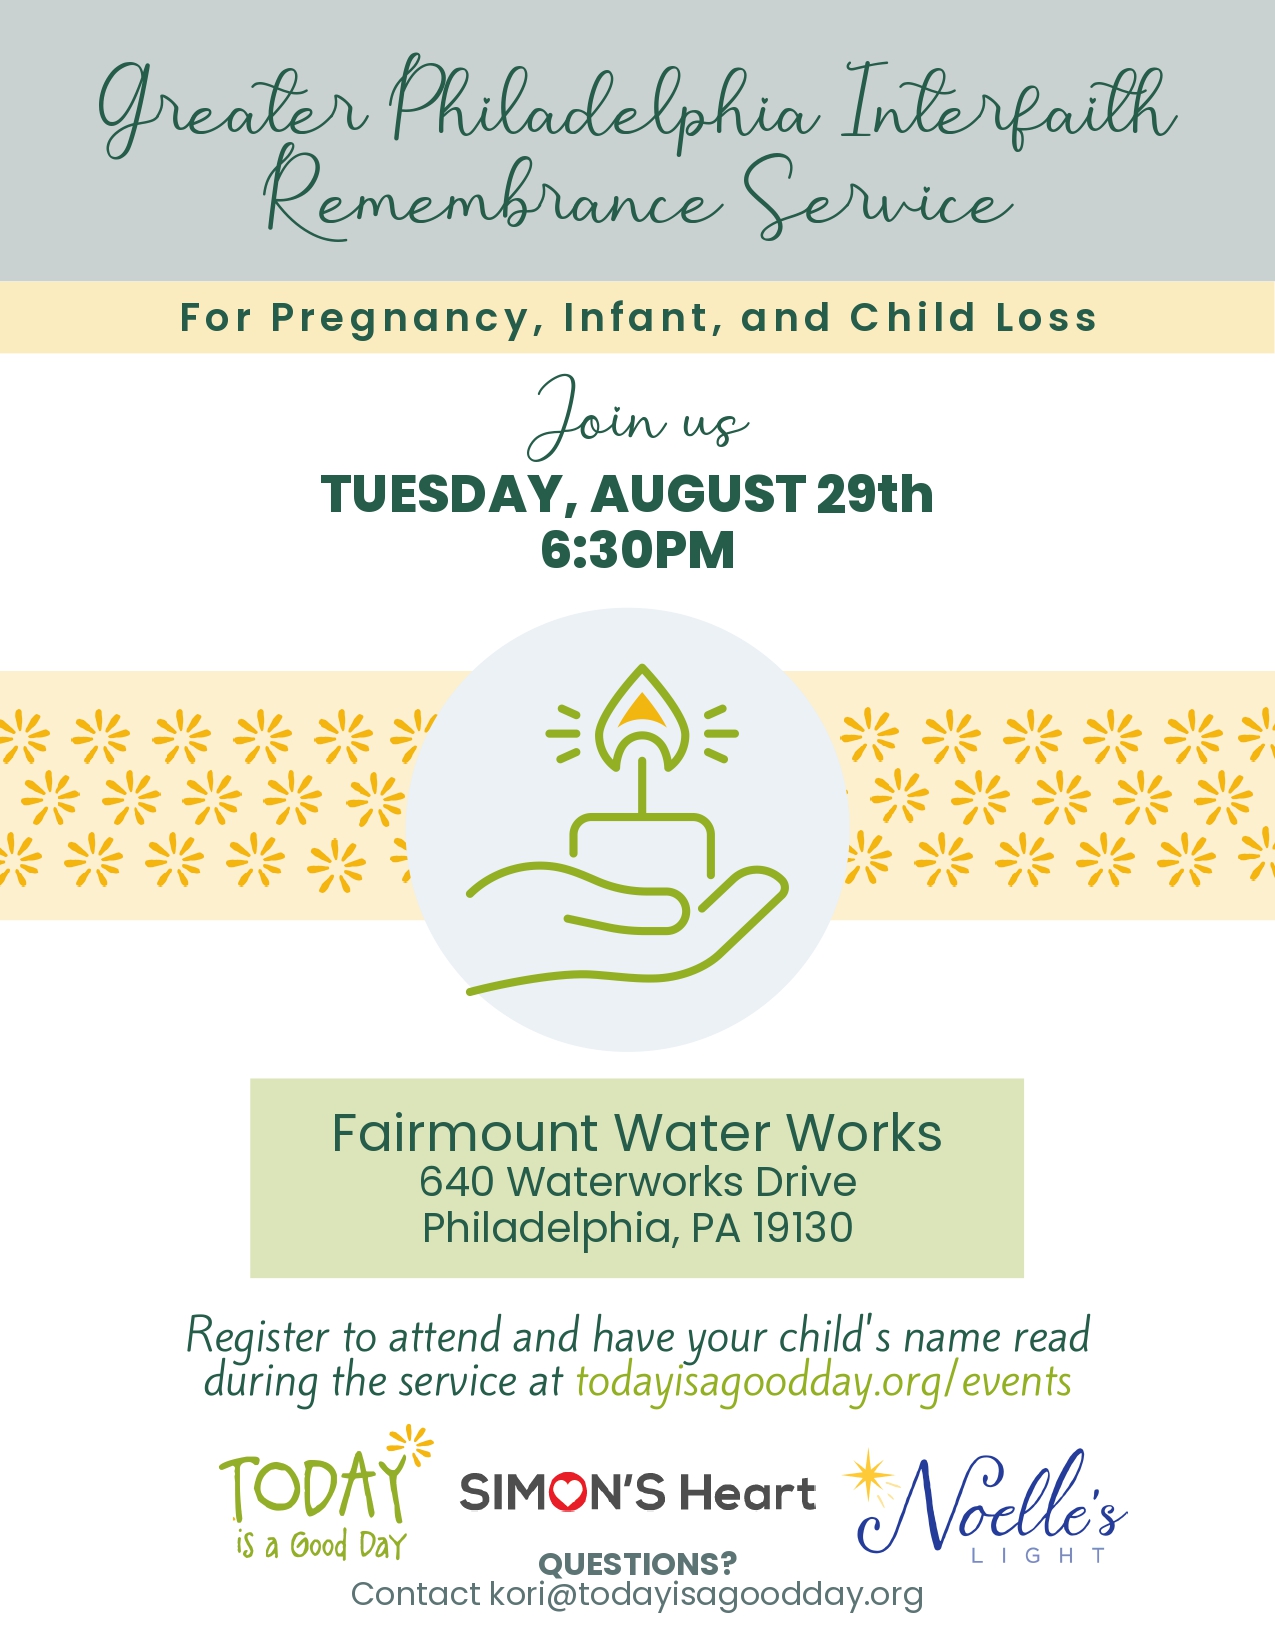 Greater Philadelphia Interfaith
Remembrance Service
For Pregnancy, Infant, and Child Loss
Join us
TUESDAY, AUGUST 29th
6:30PM
Fairmount Water Works
640 Waterworks Drive
Philadelphia, PA 19130
Register to attend and have your child's name read
during the service at todayisagoodday.org/events
TODAY
is a Good Day
SIMON'S Heart
Noelle's
LIGHT
QUESTIONS?
Contact kori@todayisagoodday.org